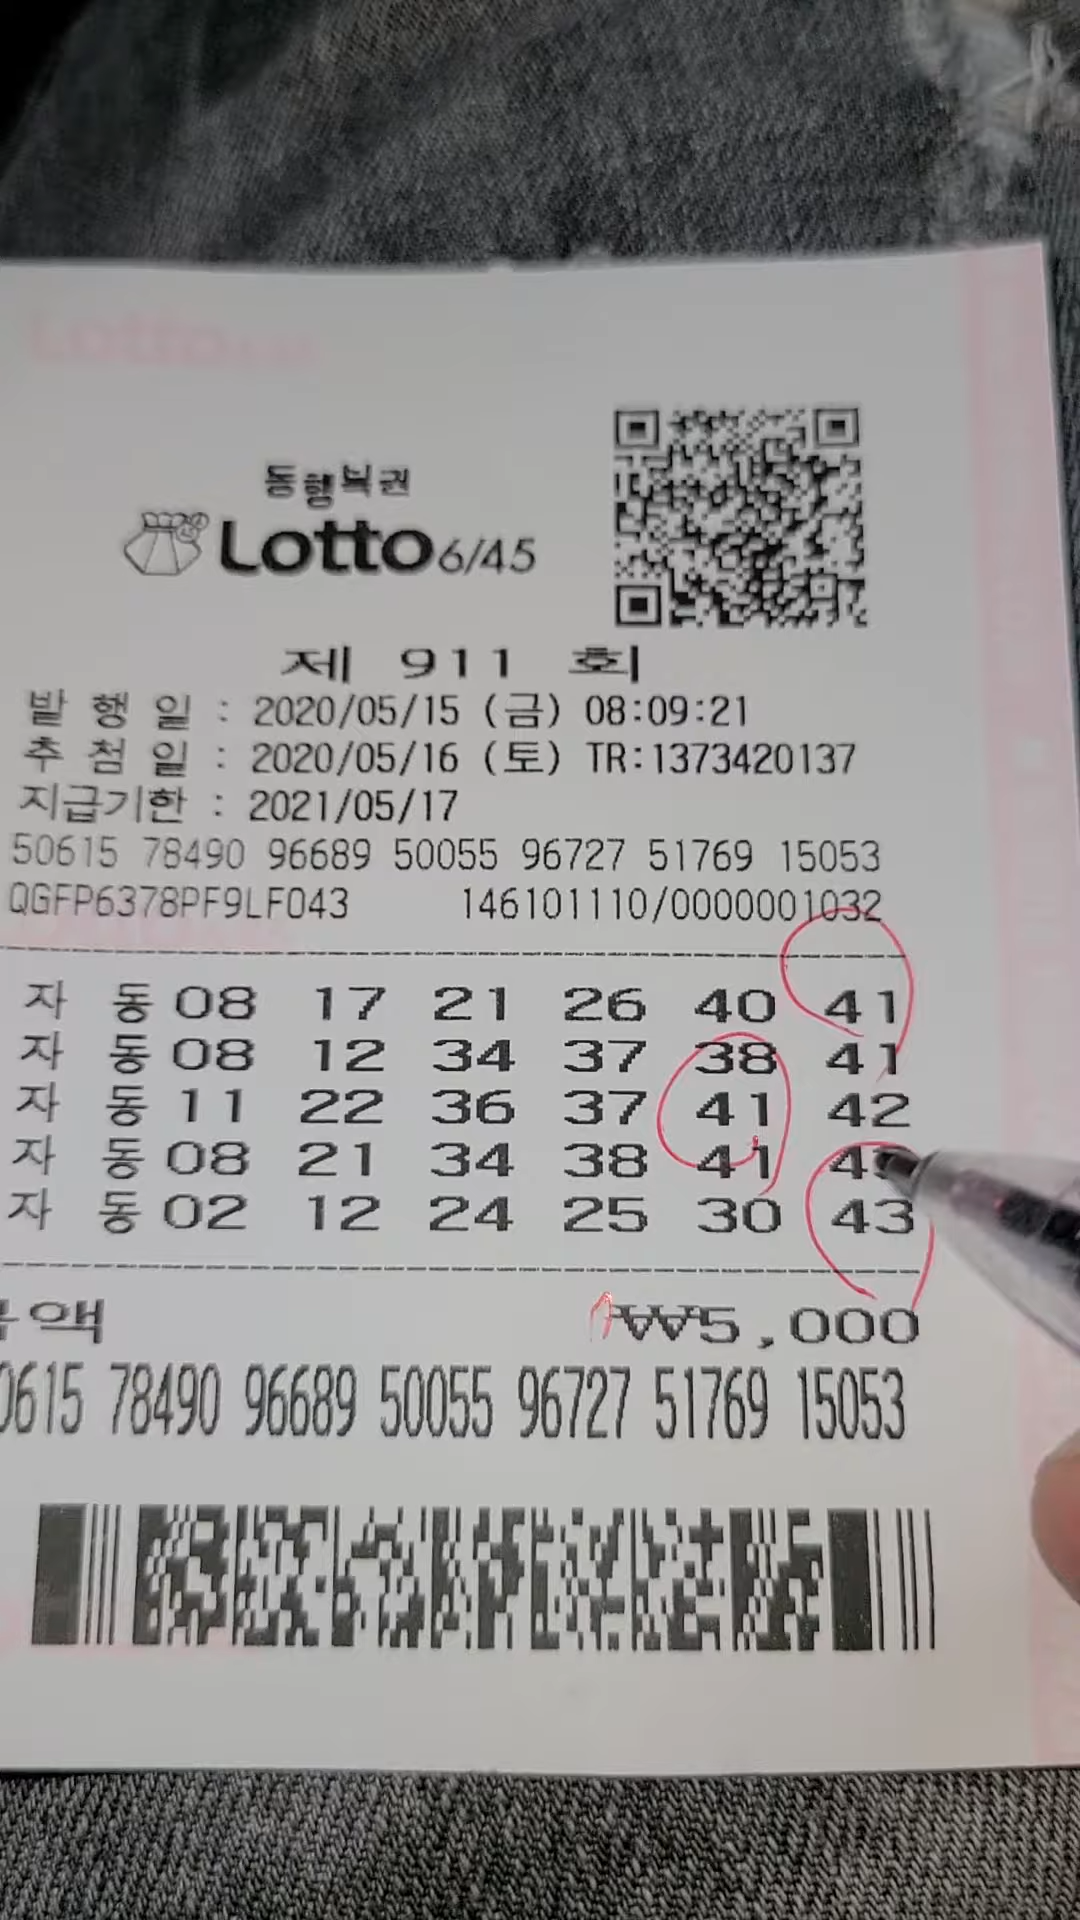 동행복권
Lotto 6/45
제 911 회
발 행 일 : 2020/05/15 (금) 08:09:21
추 첨 일 : 2020/05/16 (토) TR:1373420137
지급기한 : 2021/05/17
50615 78490 96689 50055 96727 51769 15053
QGFP6378PF9LF043 146101110/0000001032
자 동 08 17 21 26 40 41
자 동 08 12 34 37 38 41
자 동 11 22 36 37 41 42
자 동 08 21 34 38 41
자 동 02 12 24 25 30 43
액 ₩₩5,000
0615 78490 96689 50055 96727 51769 15053